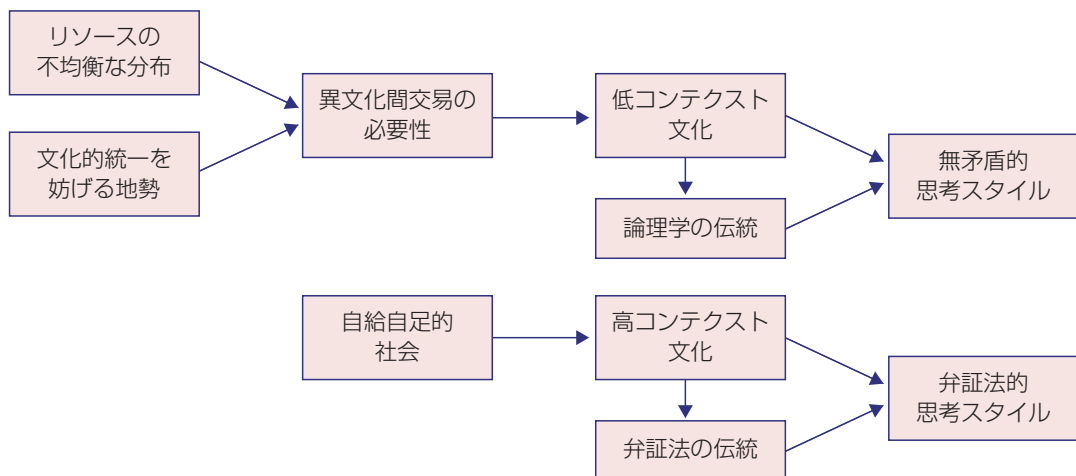 リソースの
不均衡な分布
文化的統一を
妨げる地勢
異文化間交易の
必要性
低コンテクスト
文化
論理学の伝統
無矛盾的
思考スタイル
自給自足的
社会
高コンテクスト
文化
弁証法の伝統
弁証法的
思考スタイル